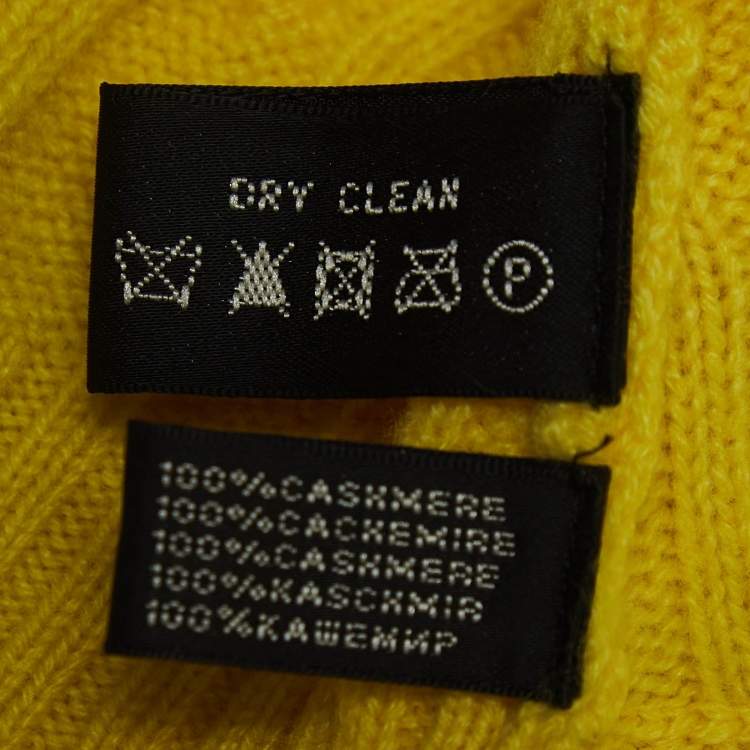 DRY CLEAN
P
100%CASHMERE
100%CACHEMIRE
100%CASHMERE
100%KASCHMIR
100%КАШЕМИР